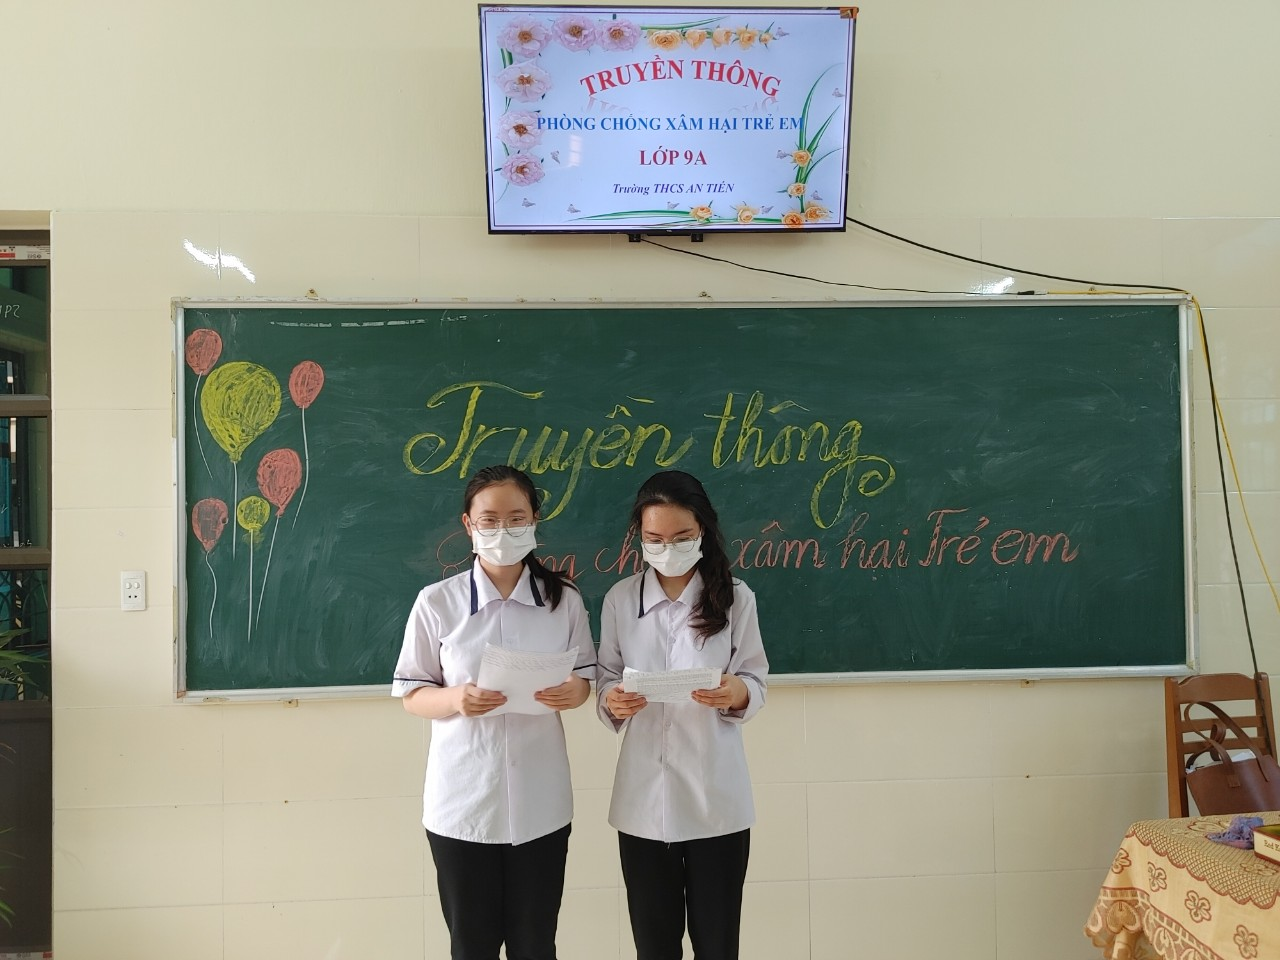 TRUYỀN THÔNG
PHÒNG CHỐNG XÂM HẠI TRẺ EM
LỚP 9A
Trường THCS AN TIẾN
Truyền thông
xâm hai Trẻ em